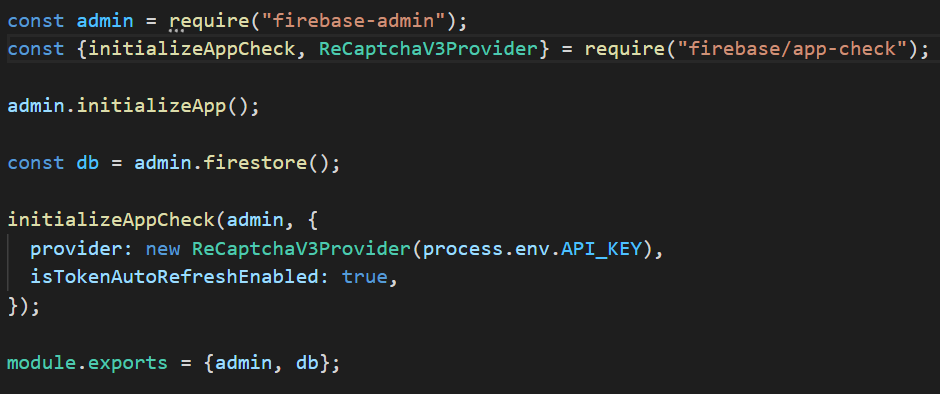 const admin = require("firebase-admin");
const {initializeAppCheck, ReCaptchaV3Provider} = require("firebase/app-check");
admin.initializeApp();
const db = admin.firestore();
initializeAppCheck(admin, {
  provider: new ReCaptchaV3Provider(process.env.API_KEY),
  isTokenAutoRefreshEnabled: true,
});
module.exports = {admin, db};